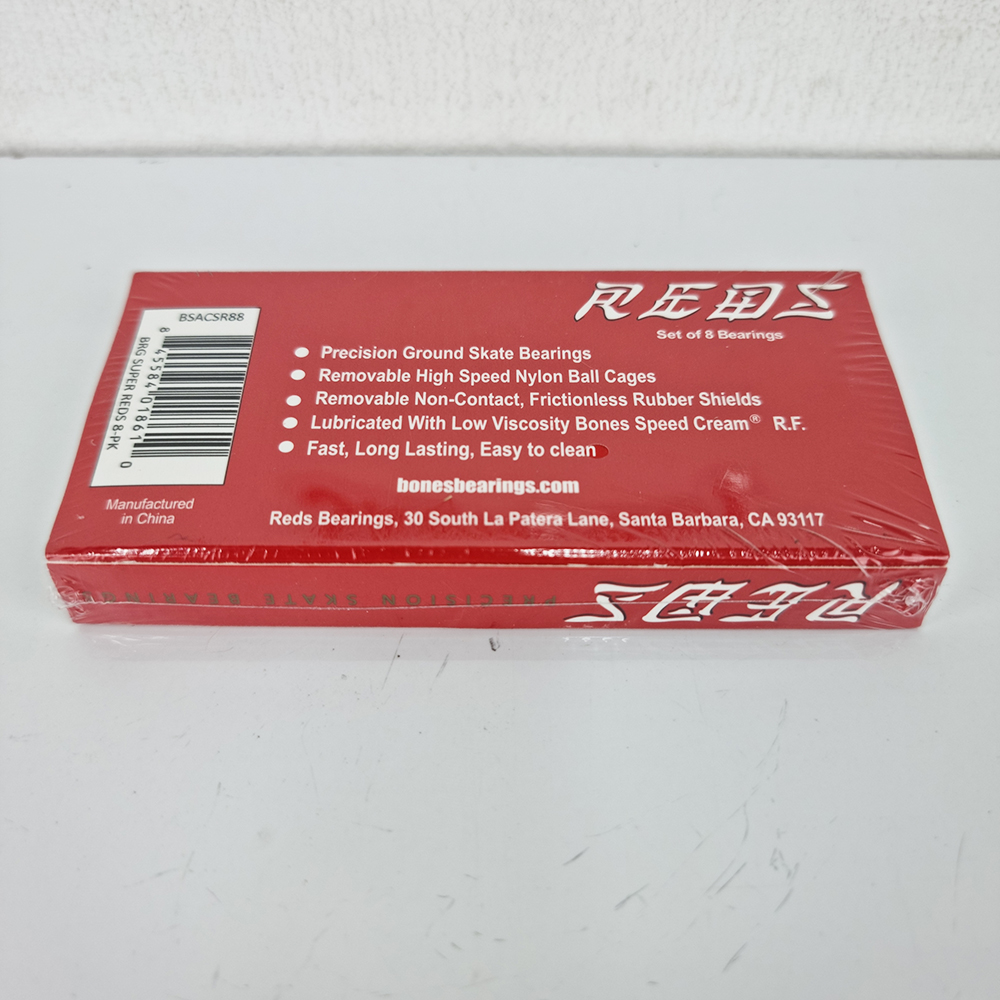 REDS
Set of 8 Bearings
BSACSR88
8 45584 01861 0
BRG SUPER REDS 8-PK
Precision Ground Skate Bearings
Removable High Speed Nylon Ball Cages
Removable Non-Contact, Frictionless Rubber Shields
Lubricated With Low Viscosity Bones Speed Cream® R.F.
Fast, Long Lasting, Easy to clean
bonesbearings.com
Manufactured
in China
Reds Bearings, 30 South La Patera Lane, Santa Barbara, CA 93117
REDS
PRECISION SKATE BEARINGS